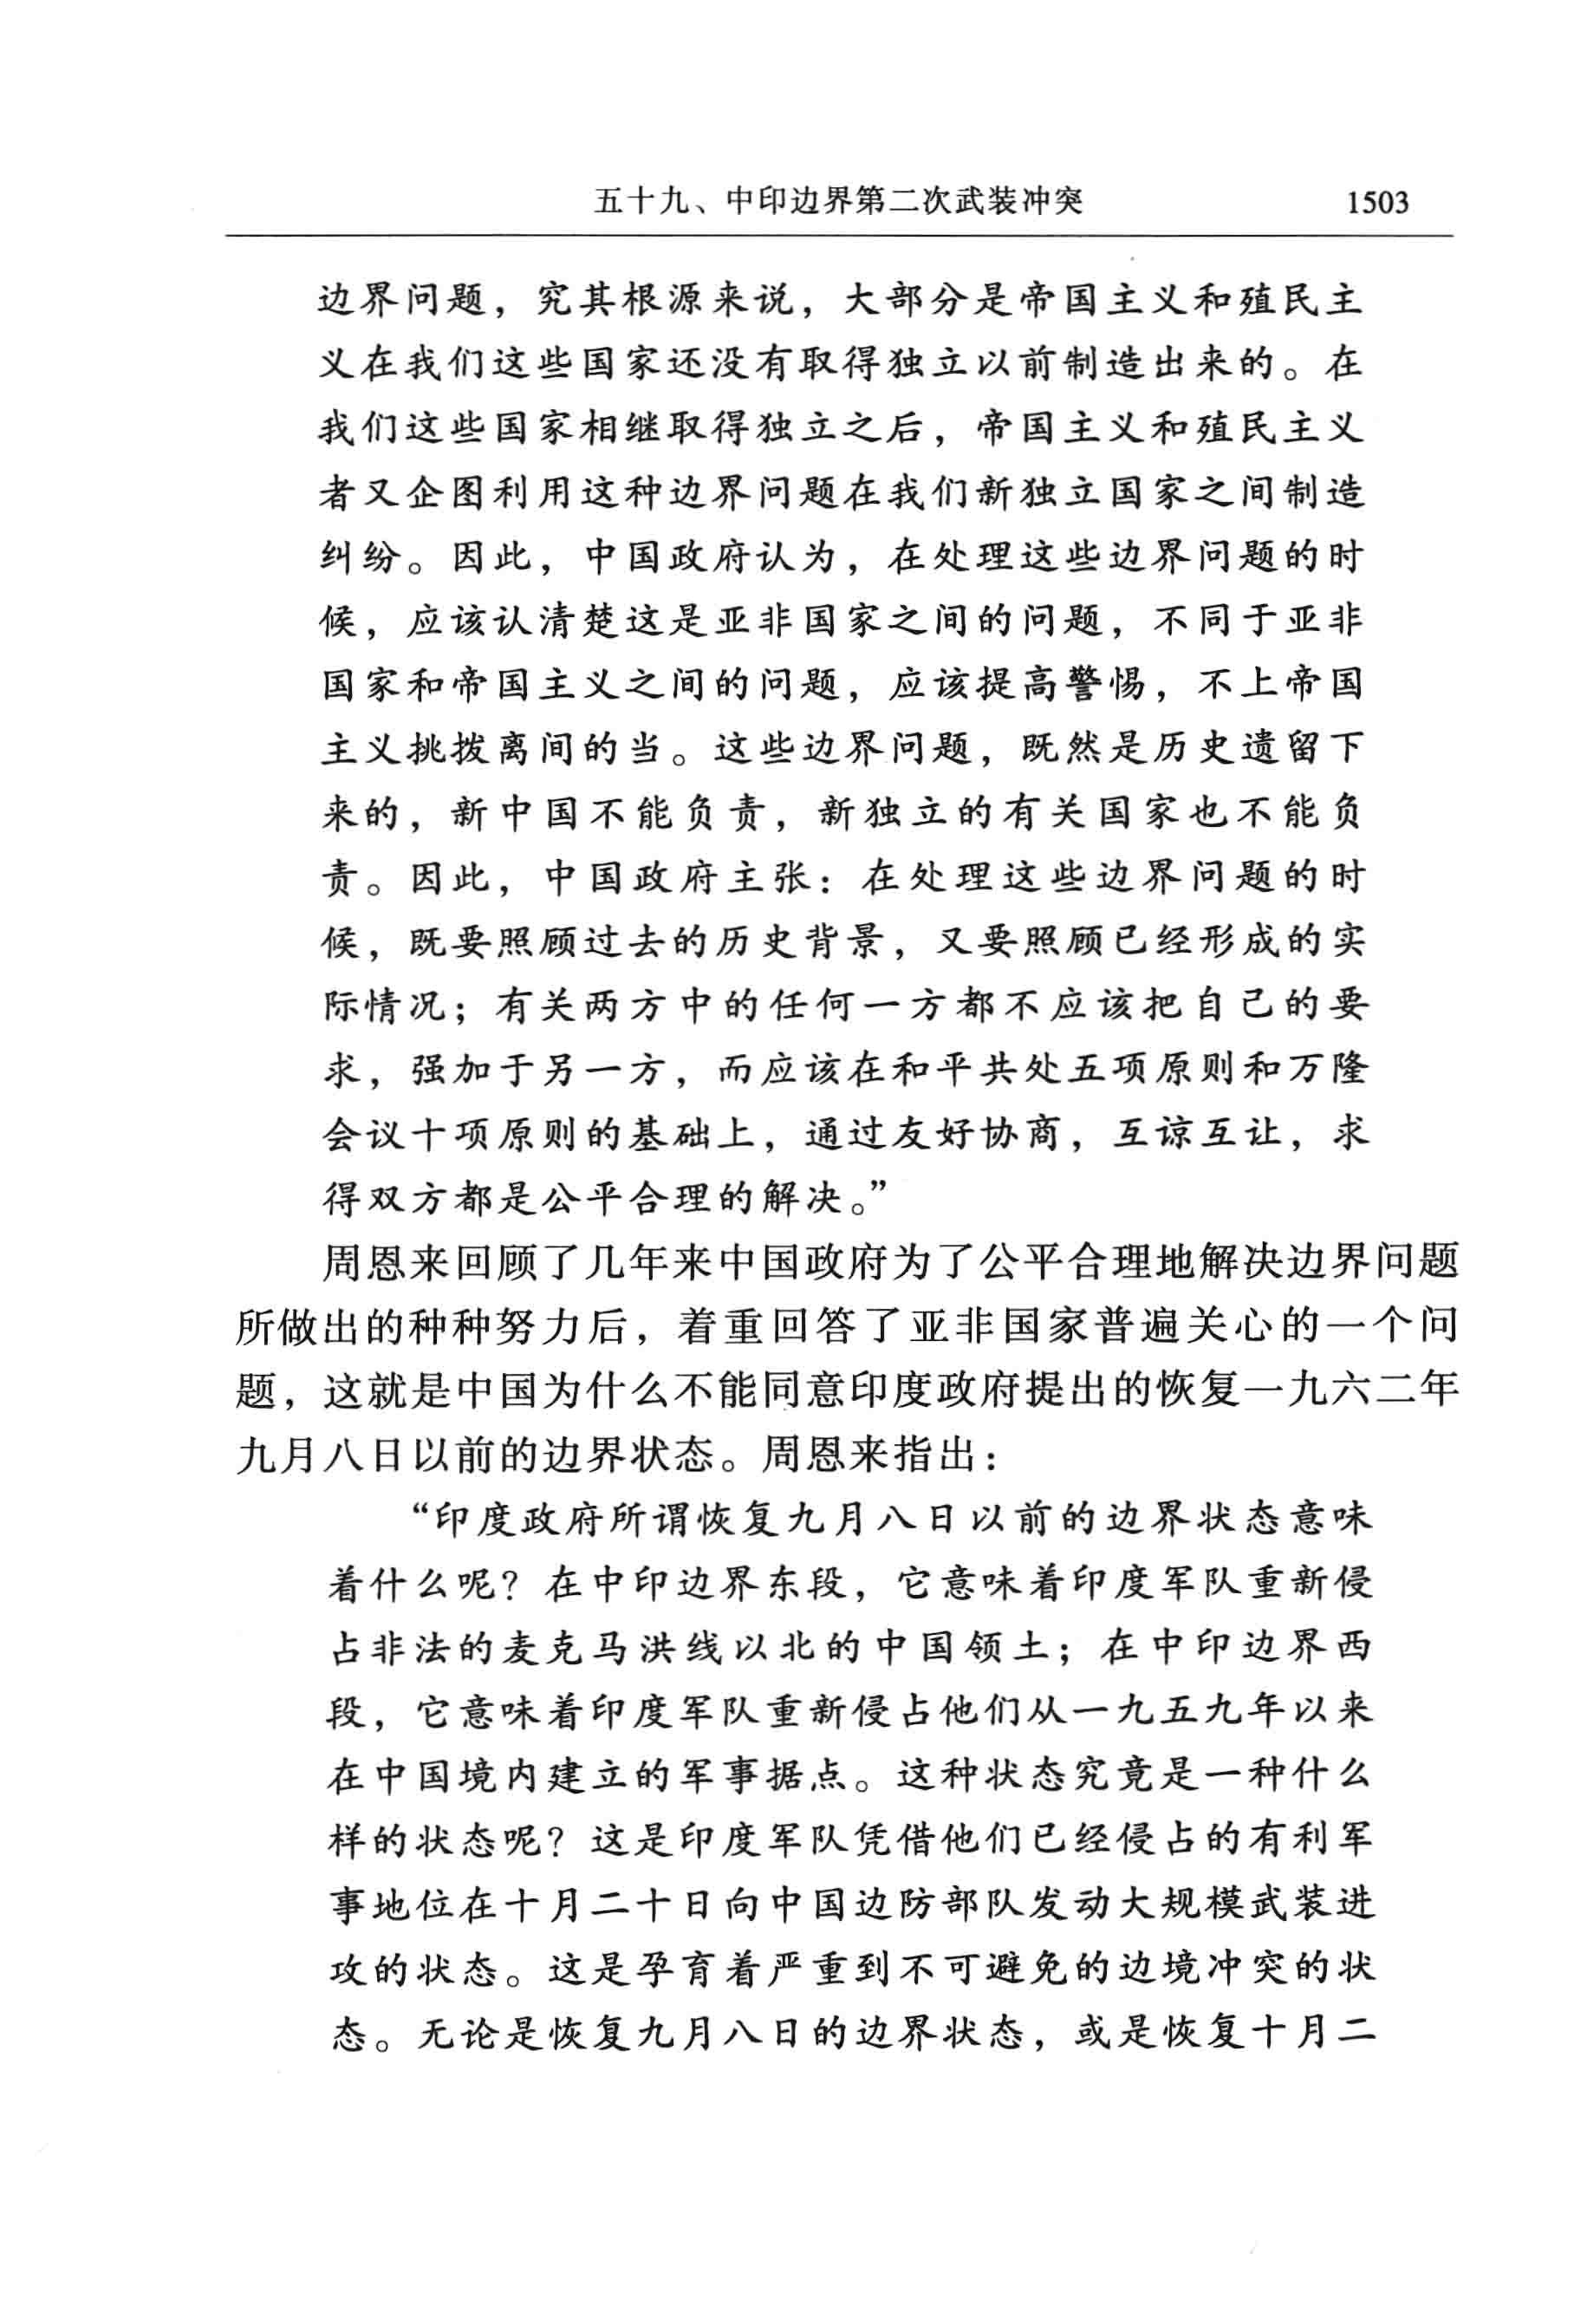 五十九、中印边界第二次武装冲突 1503
边界问题，究其根源来说，大部分是帝国主义和殖民主
义在我们这些国家还没有取得独立以前制造出来的。在
我们这些国家相继取得独立之后，帝国主义和殖民主义
者又企图利用这种边界问题在我们新独立国家之间制造
纠纷。因此，中国政府认为，在处理这些边界问题的时
候，应该认清楚这是亚非国家之间的问题，不同于亚非
国家和帝国主义之间的问题，应该提高警惕，不上帝国
主义挑拨离间的当。这些边界问题，既然是历史遗留下
来的，新中国不能负责，新独立的有关国家也不能负
责。因此，中国政府主张：在处理这些边界问题的时
候，既要照顾过去的历史背景，又要照顾已经形成的实
际情况；有关两方中的任何一方都不应该把自己的要
求，强加于另一方，而应该在和平共处五项原则和万隆
会议十项原则的基础上，通过友好协商，互谅互让，求
得双方都是公平合理的解决。”
周恩来回顾了几年来中国政府为了公平合理地解决边界问题
所做出的种种努力后，着重回答了亚非国家普遍关心的一个问
题，这就是中国为什么不能同意印度政府提出的恢复一九六二年
九月八日以前的边界状态。周恩来指出：
“印度政府所谓恢复九月八日以前的边界状态意味
着什么呢？在中印边界东段，它意味着印度军队重新侵
占非法的麦克马洪线以北的中国领土；在中印边界西
段，它意味着印度军队重新侵占他们从一九五九年以来
在中国境内建立的军事据点。这种状态究竟是一种什么
样的状态呢？这是印度军队凭借他们已经侵占的有利军
事地位在十月二十日向中国边防部队发动大规模武装进
攻的状态。这是孕育着严重到不可避免的边境冲突的状
态。无论是恢复九月八日的边界状态，或是恢复十月二